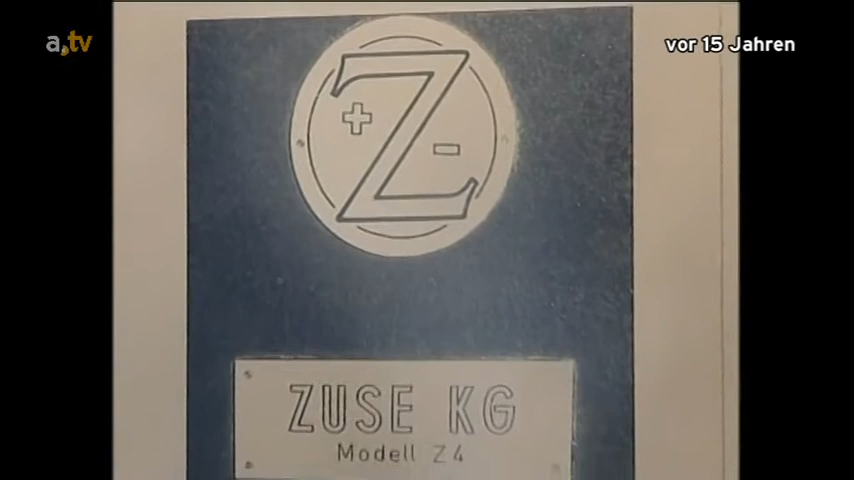 a.tv
vor 15 Jahren
Z
+
-
ZUSE KG
Modell Z4